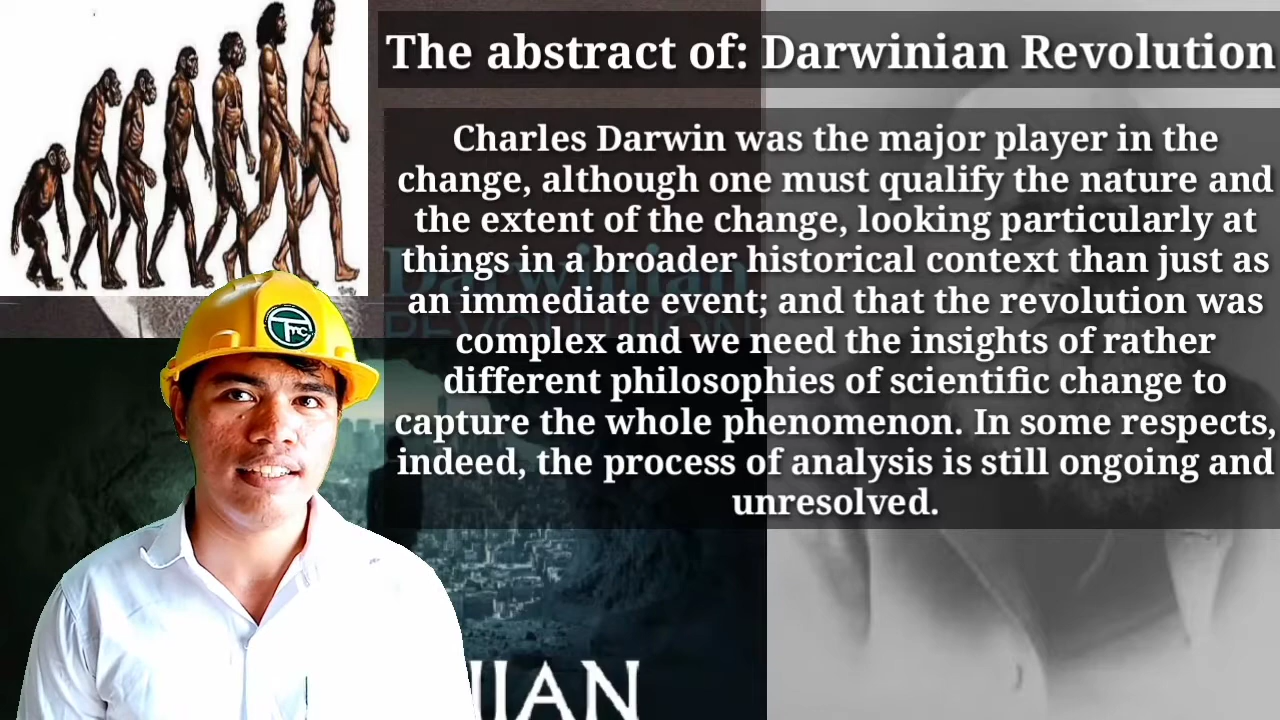 The abstract of: Darwinian Revolution
Charles Darwin was the major player in the
change, although one must qualify the nature and
the extent of the change, looking particularly at
things in a broader historical context than just as
an immediate event; and that the revolution was
complex and we need the insights of rather
different philosophies of scientific change to
capture the whole phenomenon. In some respects,
indeed, the process of analysis is still ongoing and
unresolved.
Darwinian
REVOLUTION
TMC
IIAN